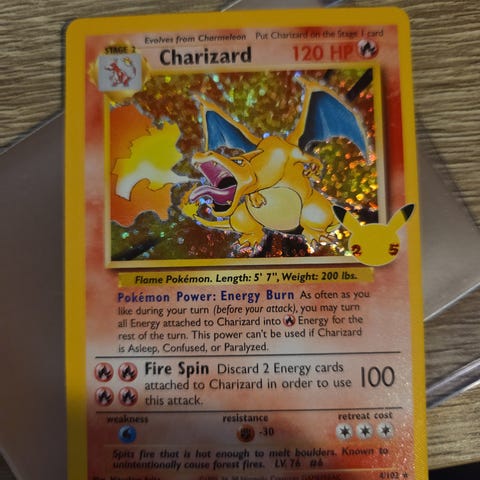 Evolves from Charmeleon Put Charizard on the Stage 1 card
STAGE 2
Charizard 120 HP
25
Flame Pokémon. Length: 5' 7", Weight: 200 lbs.
Pokémon Power: Energy Burn As often as you
like during your turn (before your attack), you may turn
all Energy attached to Charizard into Energy for the
rest of the turn. This power can't be used if Charizard
is Asleep, Confused, or Paralyzed.
Fire Spin Discard 2 Energy cards
attached to Charizard in order to use 100
this attack.
weakness resistance retreat cost
-30
Spits fire that is hot enough to melt boulders. Known to
unintentionally cause forest fires. LV. 76 #6
4/102